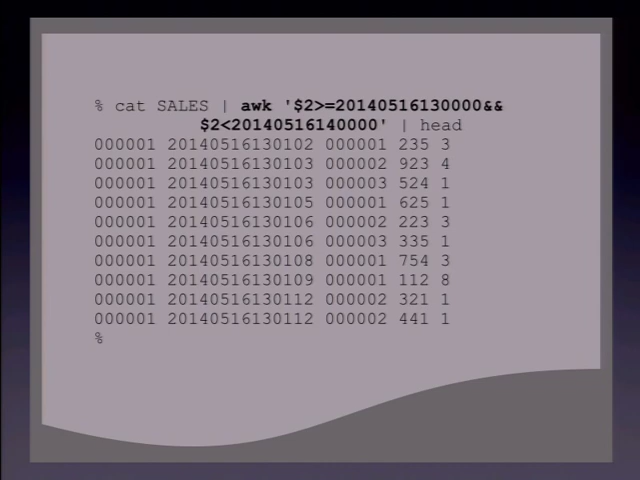 % cat SALES | awk '$2>=20140516130000&&
$2<20140516140000' | head
000001 20140516130102 000001 235 3
000001 20140516130103 000002 923 4
000001 20140516130103 000003 524 1
000001 20140516130105 000001 625 1
000001 20140516130106 000002 223 3
000001 20140516130106 000003 335 1
000001 20140516130108 000001 754 3
000001 20140516130109 000001 112 8
000001 20140516130112 000002 321 1
000001 20140516130112 000002 441 1
%